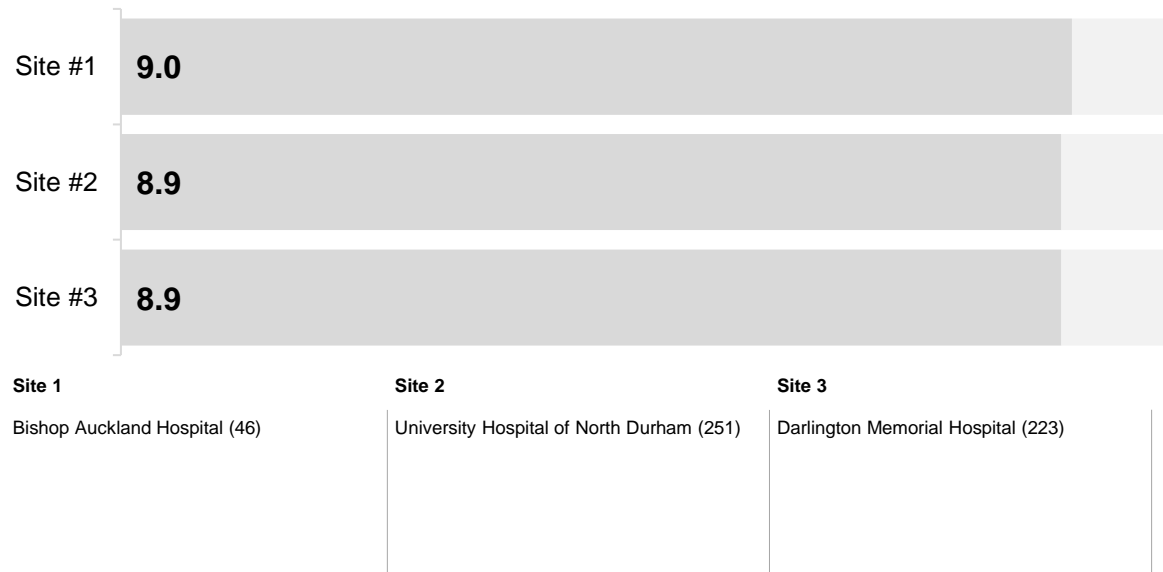 Site #1 9.0
Site #2 8.9
Site #3 8.9
Site 1 Site 2 Site 3
Bishop Auckland Hospital (46) University Hospital of North Durham (251) Darlington Memorial Hospital (223)